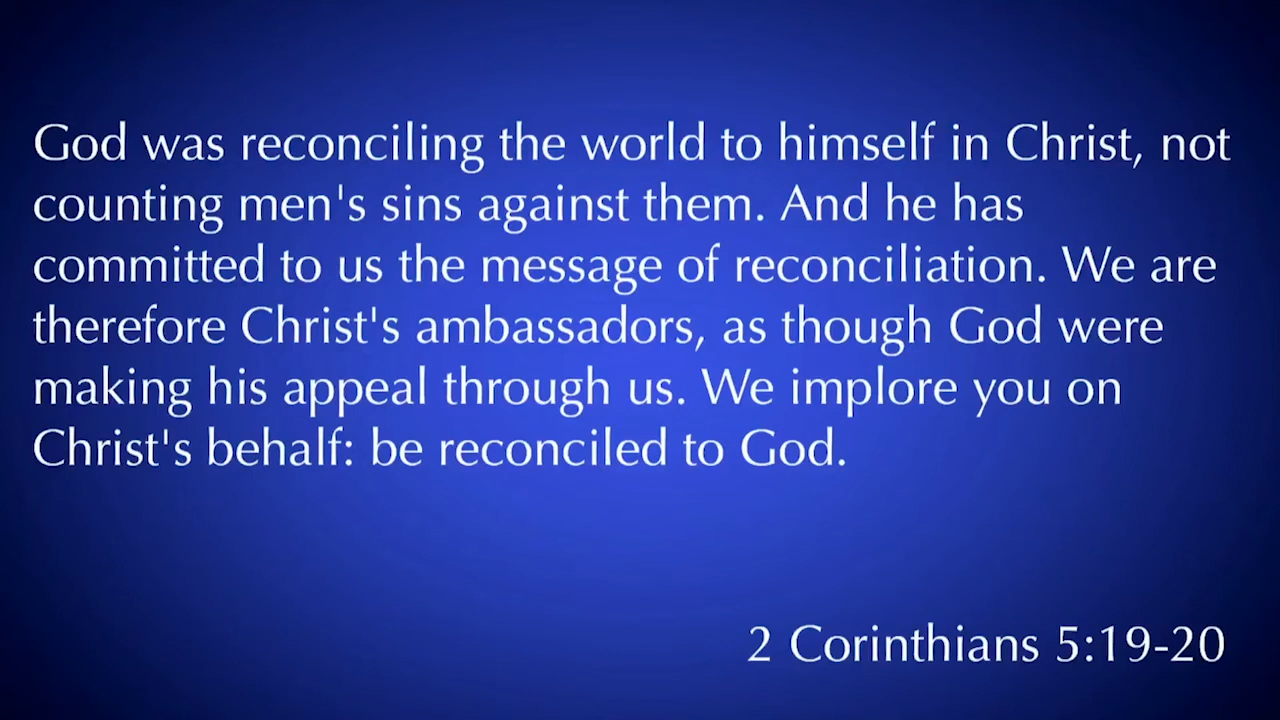 God was reconciling the world to himself in Christ, not
counting men's sins against them. And he has
committed to us the message of reconciliation. We are
therefore Christ's ambassadors, as though God were
making his appeal through us. We implore you on
Christ's behalf: be reconciled to God.
2 Corinthians 5:19-20